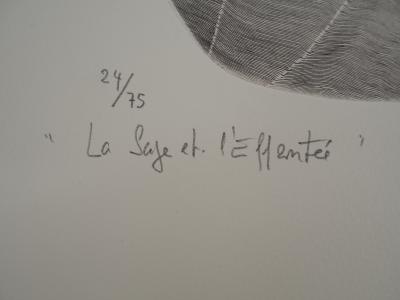 24/75
" La Sage et l'Effrontée "